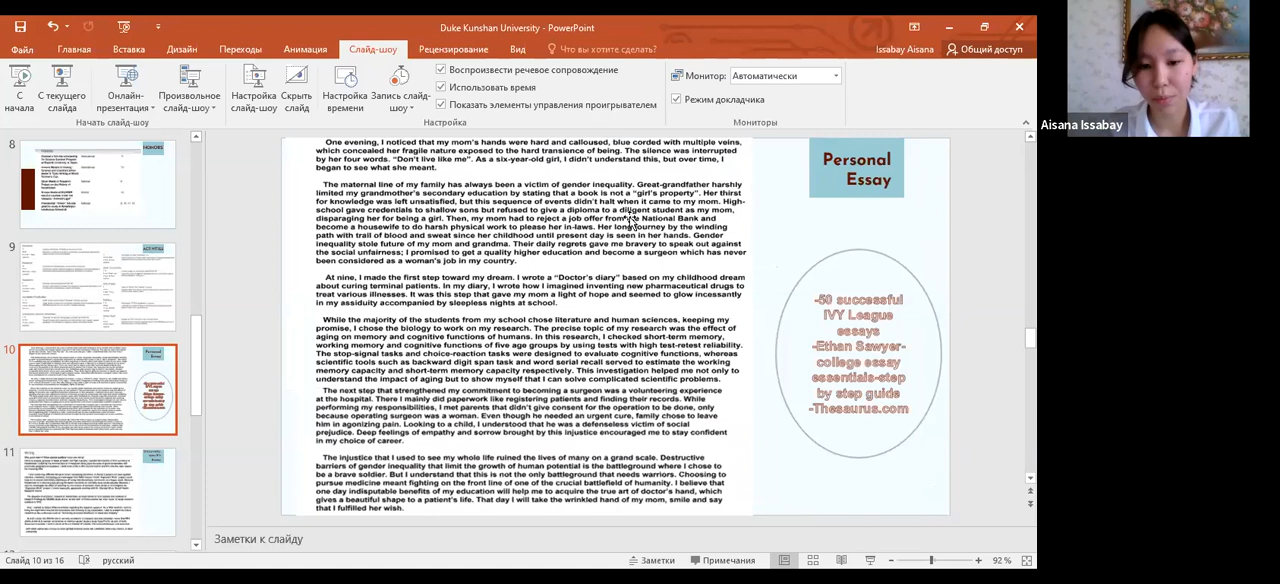 Duke Kunshan University - PowerPoint
Файл
Главная
Вставка
Дизайн
Переходы
Анимация
Слайд-шоу
Рецензирование
Вид
Что вы хотите сделать?
Issabay Aisana
Общий доступ
С начала
С текущего слайда
Онлайн-презентация
Произвольное слайд-шоу
Начать слайд-шоу
Настройка слайд-шоу
Скрыть слайд
Настройка времени
Запись слайд-шоу
Воспроизвести речевое сопровождение
Использовать время
Показать элементы управления проигрывателем
Настройка
Монитор: Автоматически
Режим докладчика
Мониторы
Aisana Issabay
8
HONORS
9
10
11
One evening, I noticed that my mom's hands were hard and calloused, blue corded with multiple veins,
which concealed her fragile nature exposed to the hard transience of being. The silence was interrupted
by her four words. “Don't live like me”. As a six-year-old girl, I didn't understand this, but over time, I
began to see what she meant.
The maternal line of my family has always been a victim of gender inequality. Great-grandfather harshly
limited my grandmother's secondary education by stating that a book is not a “girl's property”. Her thirst
for knowledge was left unsatisfied, but this sequence of events didn't halt when it came to my mom. High-
school gave credentials to shallow sons but refused to give a diploma to a diligent student as my mom,
disparaging her for being a girl. Then, my mom had to reject a job offer from the National Bank and
become a housewife to do harsh physical work to please her in-laws. Her long journey by the winding
path with trail of blood and sweat since her childhood until present day is seen in her hands. Gender
inequality stole future of my mom and grandma. Their daily regrets gave me bravery to speak out against
the social unfairness; I promised to get a quality higher education and become a surgeon which has never
been considered as a woman's job in my country.
At nine, I made the first step toward my dream. I wrote a “Doctor's diary” based on my childhood dream
about curing terminal patients. In my diary, I wrote how I imagined inventing new pharmaceutical drugs to
treat various illnesses. It was this step that gave my mom a light of hope and seemed to glow incessantly
in my assiduity accompanied by sleepless nights at school.
While the majority of the students from my school chose literature and human sciences, keeping my
promise, I chose the biology to work on my research. The precise topic of my research was the effect of
aging on memory and cognitive functions of humans. In this research, I checked short-term memory,
working memory and cognitive functions of five age groups by using tests with high test-retest reliability.
The stop-signal tasks and choice-reaction tasks were designed to evaluate cognitive functions, whereas
scientific tools such as backward digit span task and word serial recall served to estimate the working
memory capacity and short-term memory capacity respectively. This investigation helped me not only to
understand the impact of aging but to show myself that I can solve complicated scientific problems.
The next step that strengthened my commitment to becoming a surgeon was a volunteering experience
at the hospital. There I mainly did paperwork like registering patients and finding their records. While
performing my responsibilities, I met parents that didn't give consent for the operation to be done, only
because operating surgeon was a woman. Even though he needed an urgent cure, family chose to leave
him in agonizing pain. Looking to a child, I understood that he was a defenseless victim of social
prejudice. Deep feelings of empathy and sorrow brought by this injustice encouraged me to stay confident
in my choice of career.
The injustice that I used to see my whole life ruined the lives of many on a grand scale. Destructive
barriers of gender inequality that limit the growth of human potential is the battleground where I chose to
be a brave soldier. But I understand that this is not the only battleground that needs warriors. Choosing to
pursue medicine meant fighting on the front line of one of the crucial battlefield of humanity. I believe that
one day indisputable benefits of my education will help me to acquire the true art of doctor's hand, which
gives a beautiful shape to a patient's life. That day I will take the wrinkled hand of my mom, smile and say
that I fulfilled her wish.
Personal
Essay
-50 successful
IVY League
essays
-Ethan Sawyer-
college essay
essentials-step
by step guide
-Thesaurus.com
Заметки к слайду
Слайд 10 из 16
русский
Заметки
Примечания
92 %